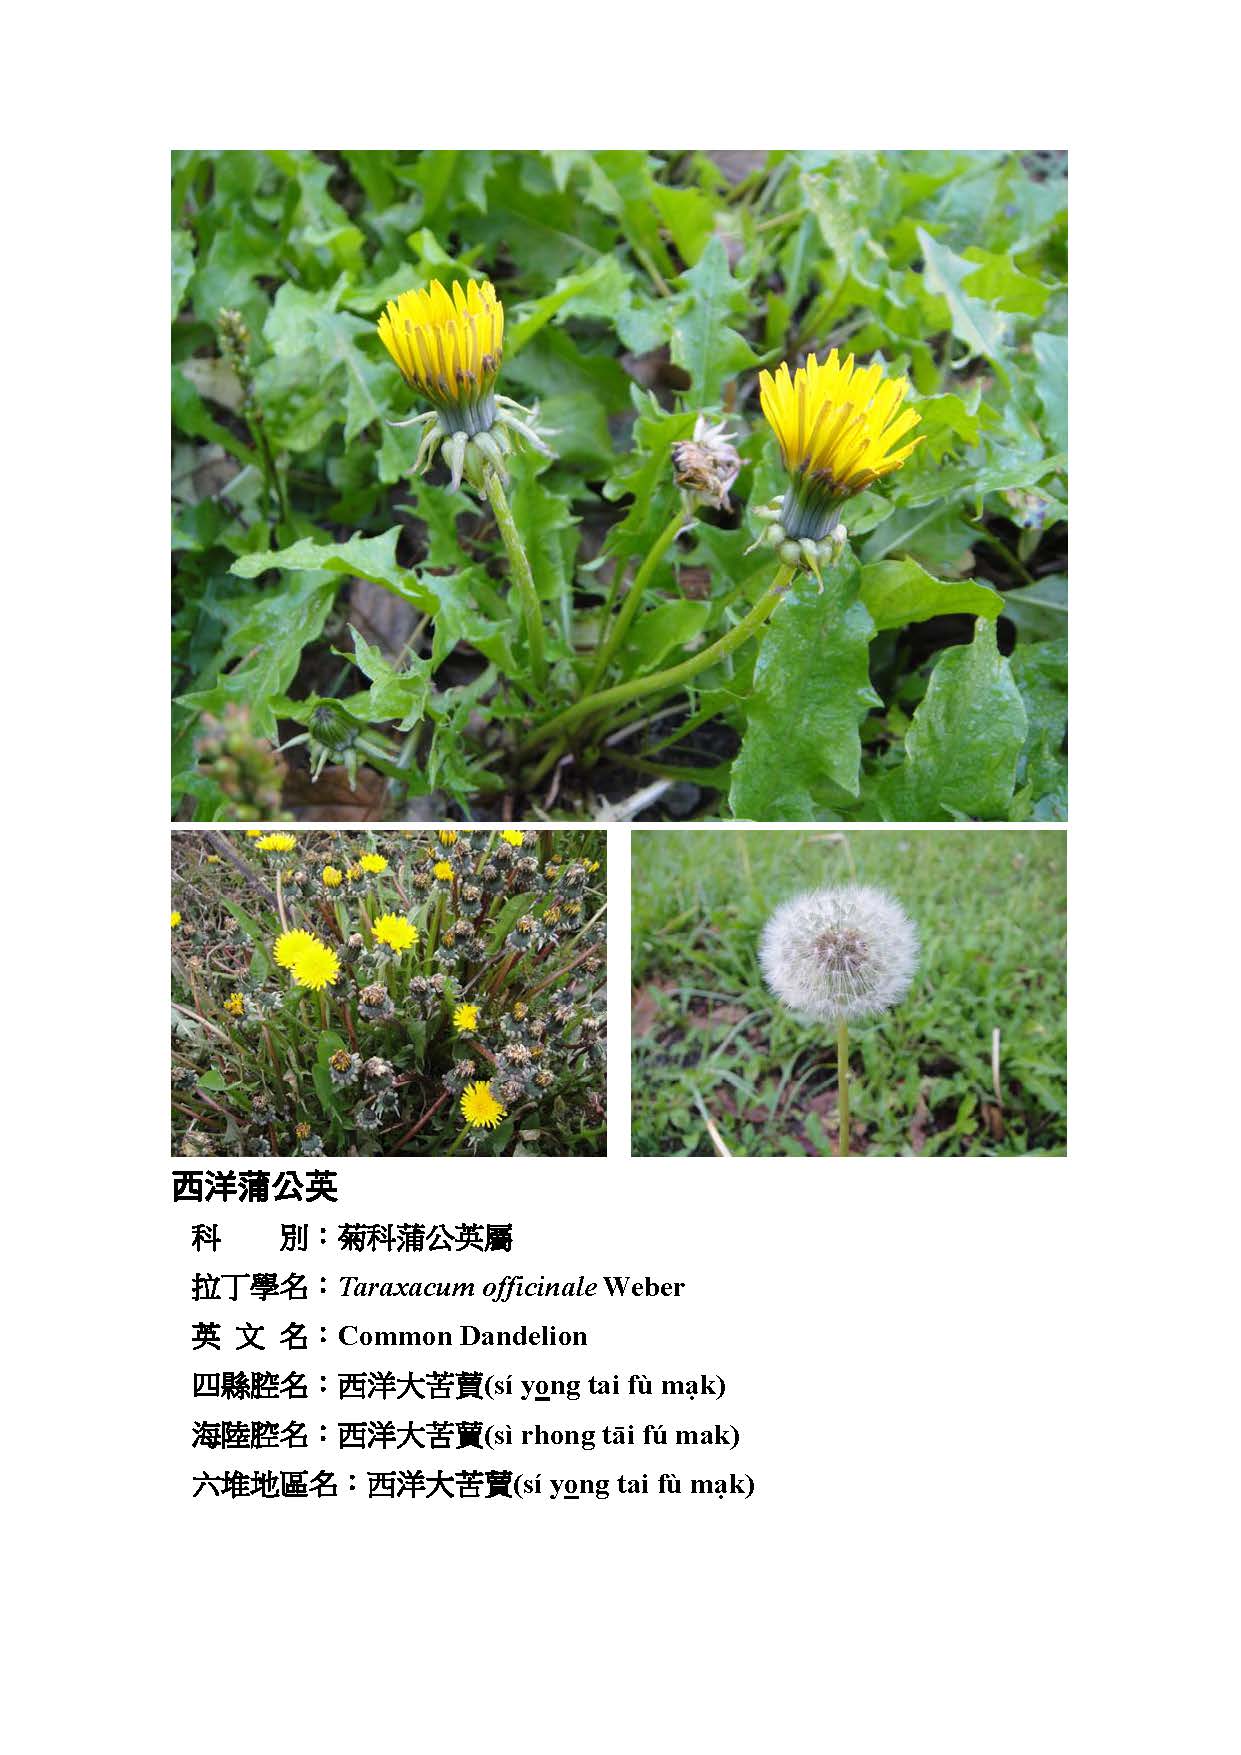 西洋蒲公英
科　　別：菊科蒲公英屬
拉丁學名：Taraxacum officinale Weber
英 文 名：Common Dandelion
四縣腔名：西洋大苦蕒(sí yo̲ng tai fù mạk)
海陸腔名：西洋大苦蕒(sì rhong tāi fú mak)
六堆地區名：西洋大苦蕒(sí yo̲ng tai fù mạk)